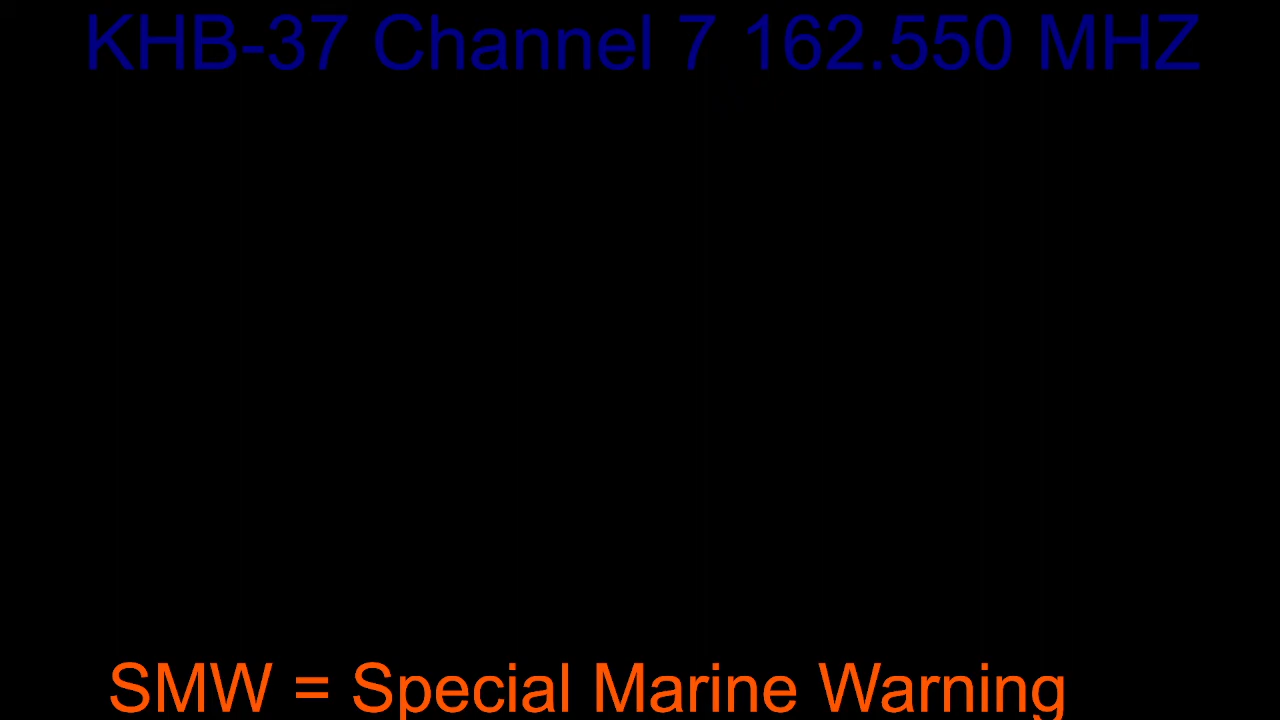 KHB-37 Channel 7 162.550 MHZ
SMW = Special Marine Warning